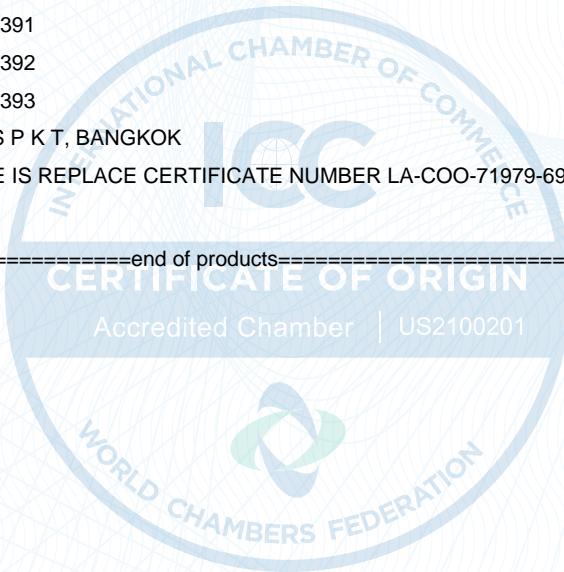 391
392
393
S P K T, BANGKOK
E IS REPLACE CERTIFICATE NUMBER LA-COO-71979-69
===========end of products========================
INTERNATIONAL CHAMBER OF COMMERCE
ICC
CERTIFICATE OF ORIGIN
Accredited Chamber | US2100201
WORLD CHAMBERS FEDERATION